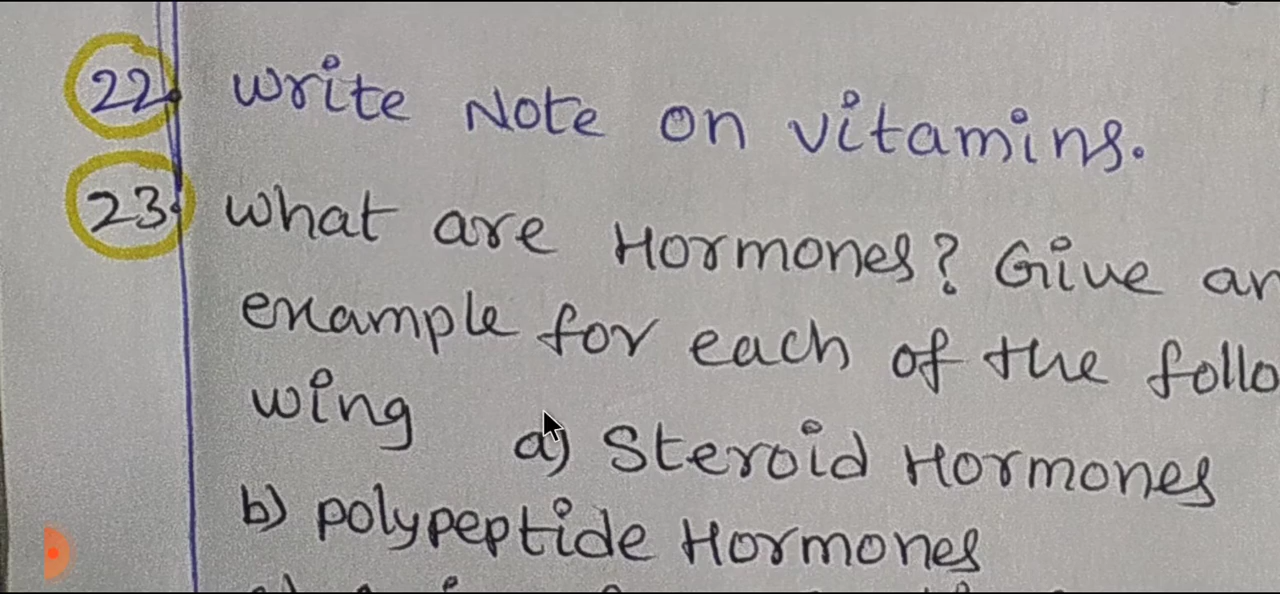 22. Write Note on vitamins.
23. What are Hormones? Give an
example for each of the follo
wing a) Steroid Hormones
b) polypeptide Hormones